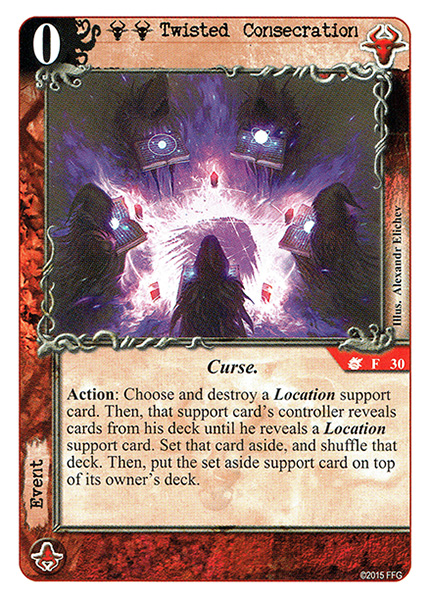 0
Twisted Consecration
Illus. Alexandr Elichev
F 30
Curse.
Action: Choose and destroy a Location support
card. Then, that support card's controller reveals
cards from his deck until he reveals a Location
support card. Set that card aside, and shuffle that
deck. Then, put the set aside support card on top
of its owner's deck.
Event
©2015 FFG